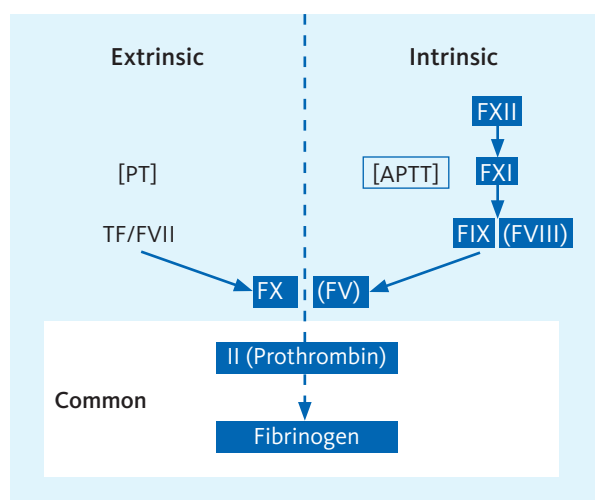 Extrinsic
Intrinsic
FXII
[PT]
[APTT]
FXI
TF/FVII
FIX
(FVIII)
FX
(FV)
II (Prothrombin)
Common
Fibrinogen